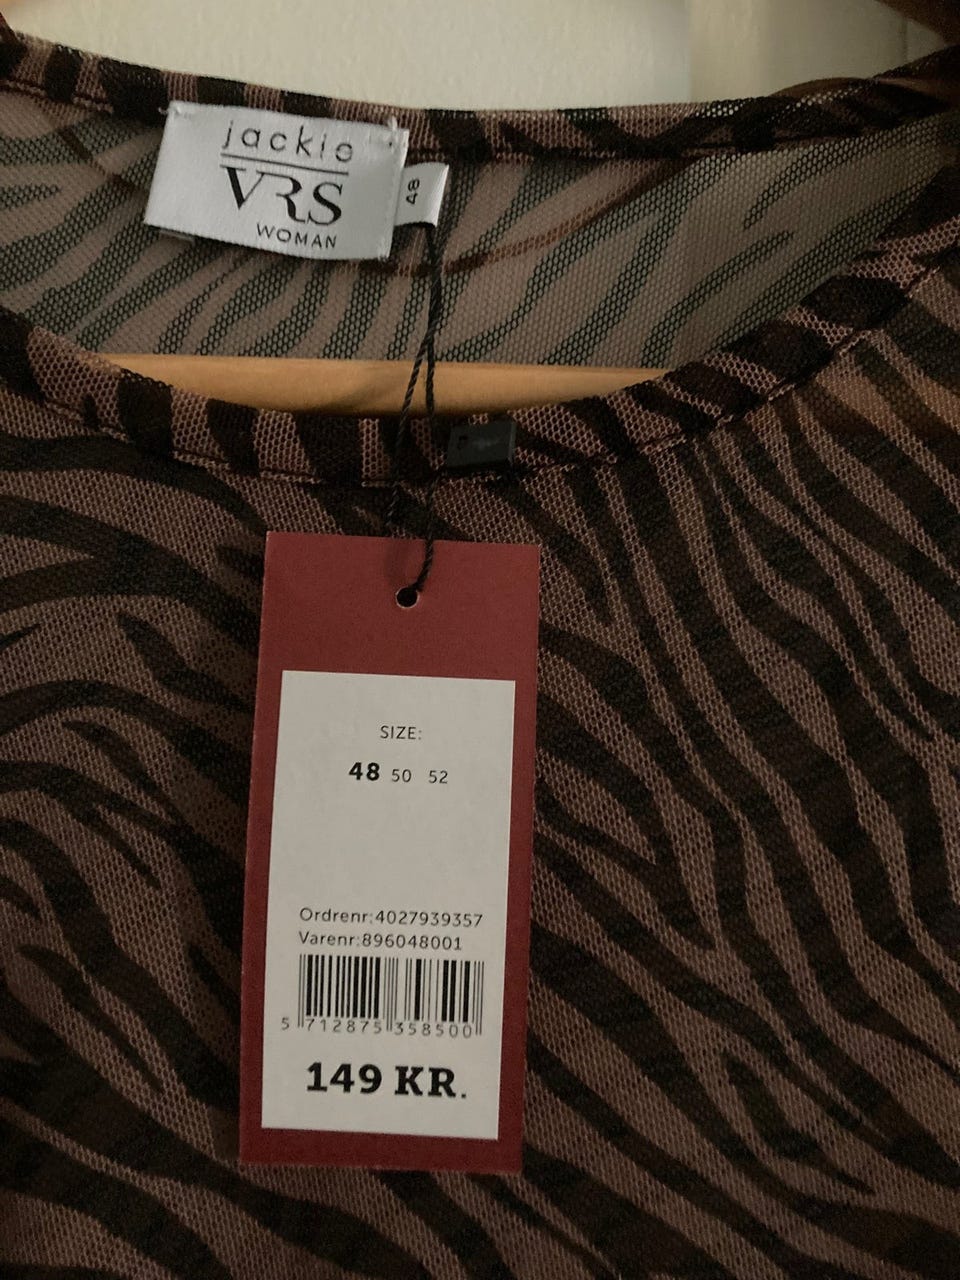 jackie
VRS
WOMAN
48
SIZE:
48 50 52
Ordrenr:4027939357
Varenr:896048001
5 712875 358500
149 KR.